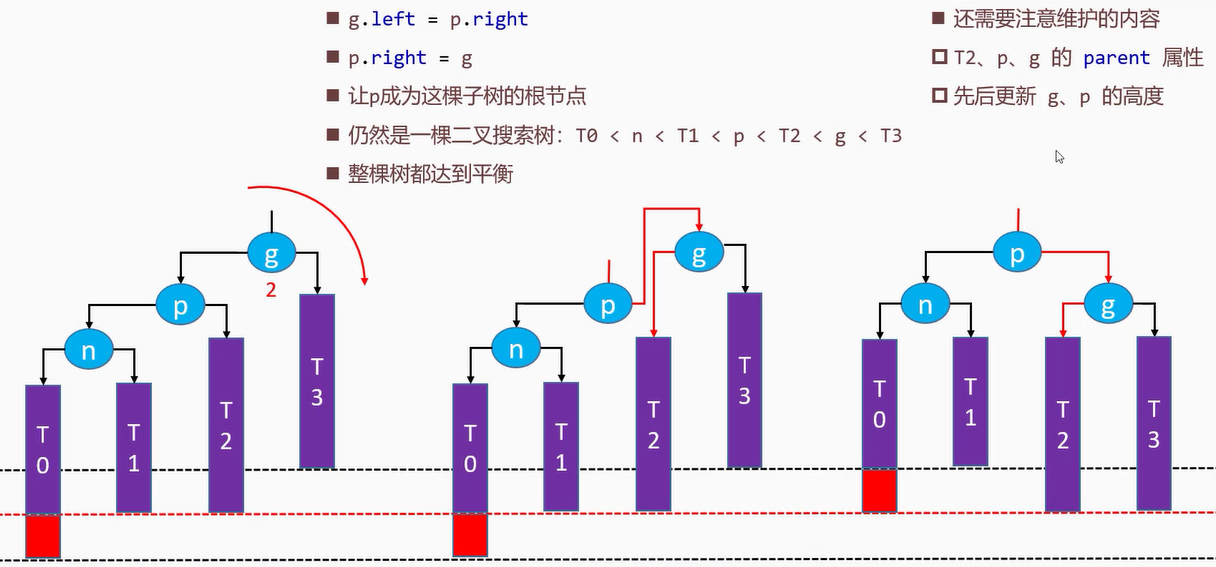 g.left = p.right
p.right = g
让p成为这棵子树的根节点
仍然是一棵二叉搜索树：T0 < n < T1 < p < T2 < g < T3
整棵树都达到平衡
还需要注意维护的内容
T2、p、g 的 parent 属性
先后更新 g、p 的高度
g
2
p
n
T0
T1
T2
T3
g
p
n
T0
T1
T2
T3
p
n
g
T0
T1
T2
T3